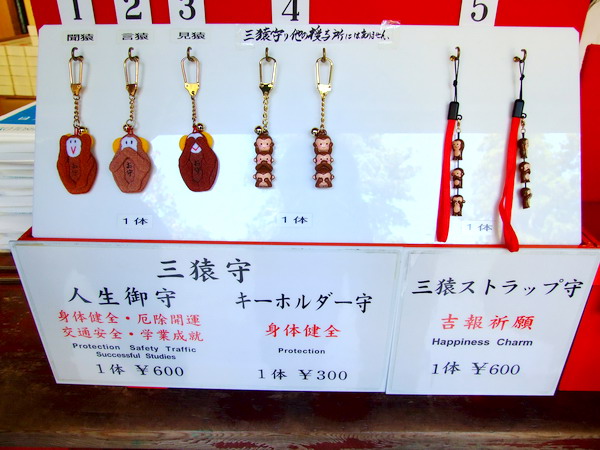 1 2 3 4 5
聞猿 言猿 見猿
三猿守り他の授与所にはありません。
お守
1体
1体
1体
三猿守
人生御守
身体健全・厄除開運
交通安全・学業成就
Protection Safety Traffic
Successful Studies
1体 ￥600
キーホルダー守
身体健全
Protection
1体 ￥300
三猿ストラップ守
吉報祈願
Happiness Charm
1体 ￥600